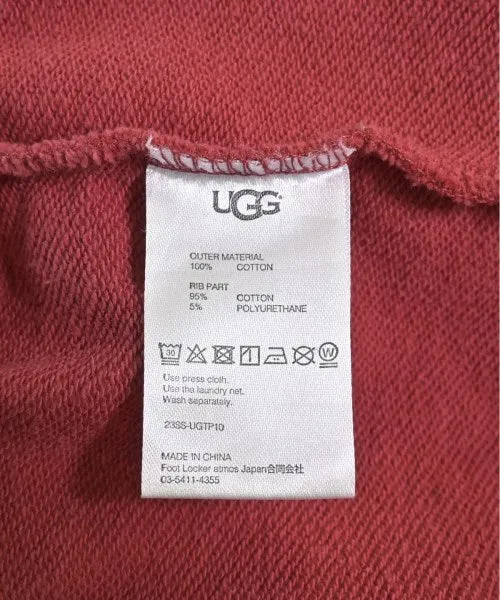 UGG
OUTER MATERIAL
100% COTTON
RIB PART
95% COTTON
5% POLYURETHANE
30 W
Use press cloth.
Use the laundry net.
Wash separately.
23SS-UGTP10
MADE IN CHINA
Foot Locker atmos Japan合同会社
03-5411-4355